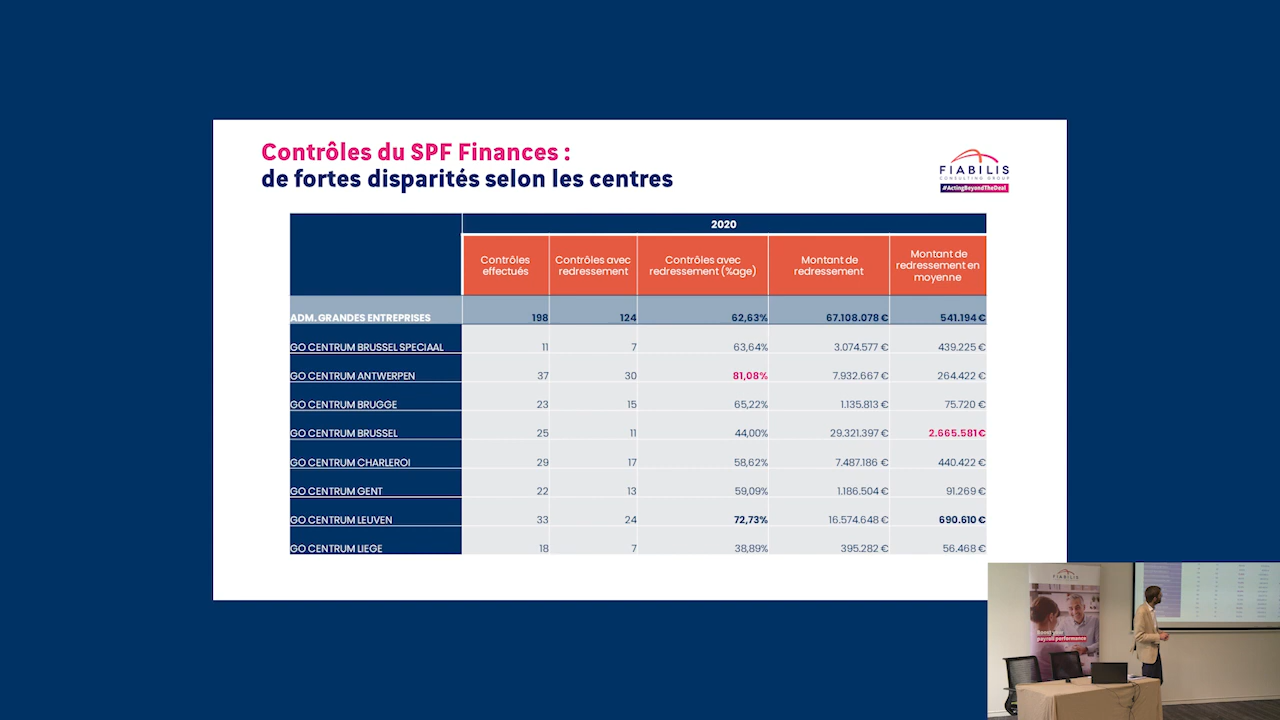 Contrôles du SPF Finances :
de fortes disparités selon les centres
FIABILIS
CONSULTING GROUP
#ActingBeyondTheDeal
2020
Contrôles effectués
Contrôles avec redressement
Contrôles avec redressement (%age)
Montant de redressement
Montant de redressement en moyenne
ADM. GRANDES ENTREPRISES 198 124 62,63% 67.108.078 € 541.194 €
GO CENTRUM BRUSSEL SPECIAAL 11 7 63,64% 3.074.577 € 439.225 €
GO CENTRUM ANTWERPEN 37 30 81,08% 7.932.667 € 264.422 €
GO CENTRUM BRUGGE 23 15 65,22% 1.135.813 € 75.720 €
GO CENTRUM BRUSSEL 25 11 44,00% 29.321.397 € 2.665.581 €
GO CENTRUM CHARLEROI 29 17 58,62% 7.487.186 € 440.422 €
GO CENTRUM GENT 22 13 59,09% 1.186.504 € 91.269 €
GO CENTRUM LEUVEN 33 24 72,73% 16.574.648 € 690.610 €
GO CENTRUM LIEGE 18 7 38,89% 395.282 € 56.468 €
FIABILIS
payroll performance